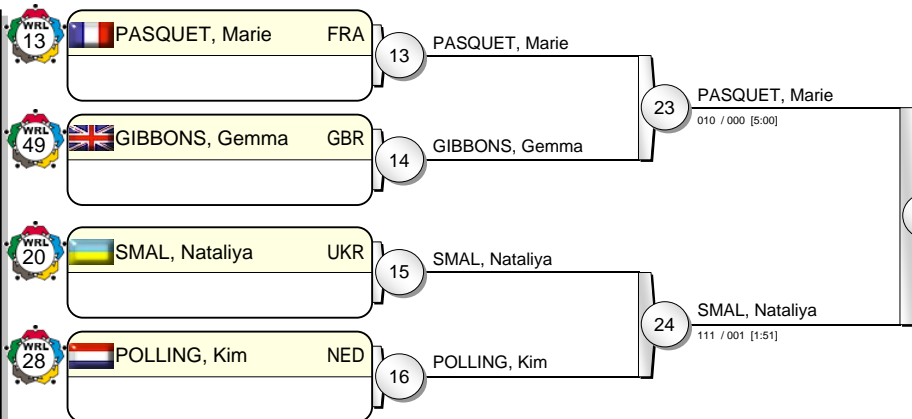 WRL
13
PASQUET, Marie FRA
13
PASQUET, Marie
23
PASQUET, Marie
010 / 000 [5:00]
WRL
49
GIBBONS, Gemma GBR
14
GIBBONS, Gemma
WRL
20
SMAL, Nataliya UKR
15
SMAL, Nataliya
24
SMAL, Nataliya
111 / 001 [1:51]
WRL
28
POLLING, Kim NED
16
POLLING, Kim